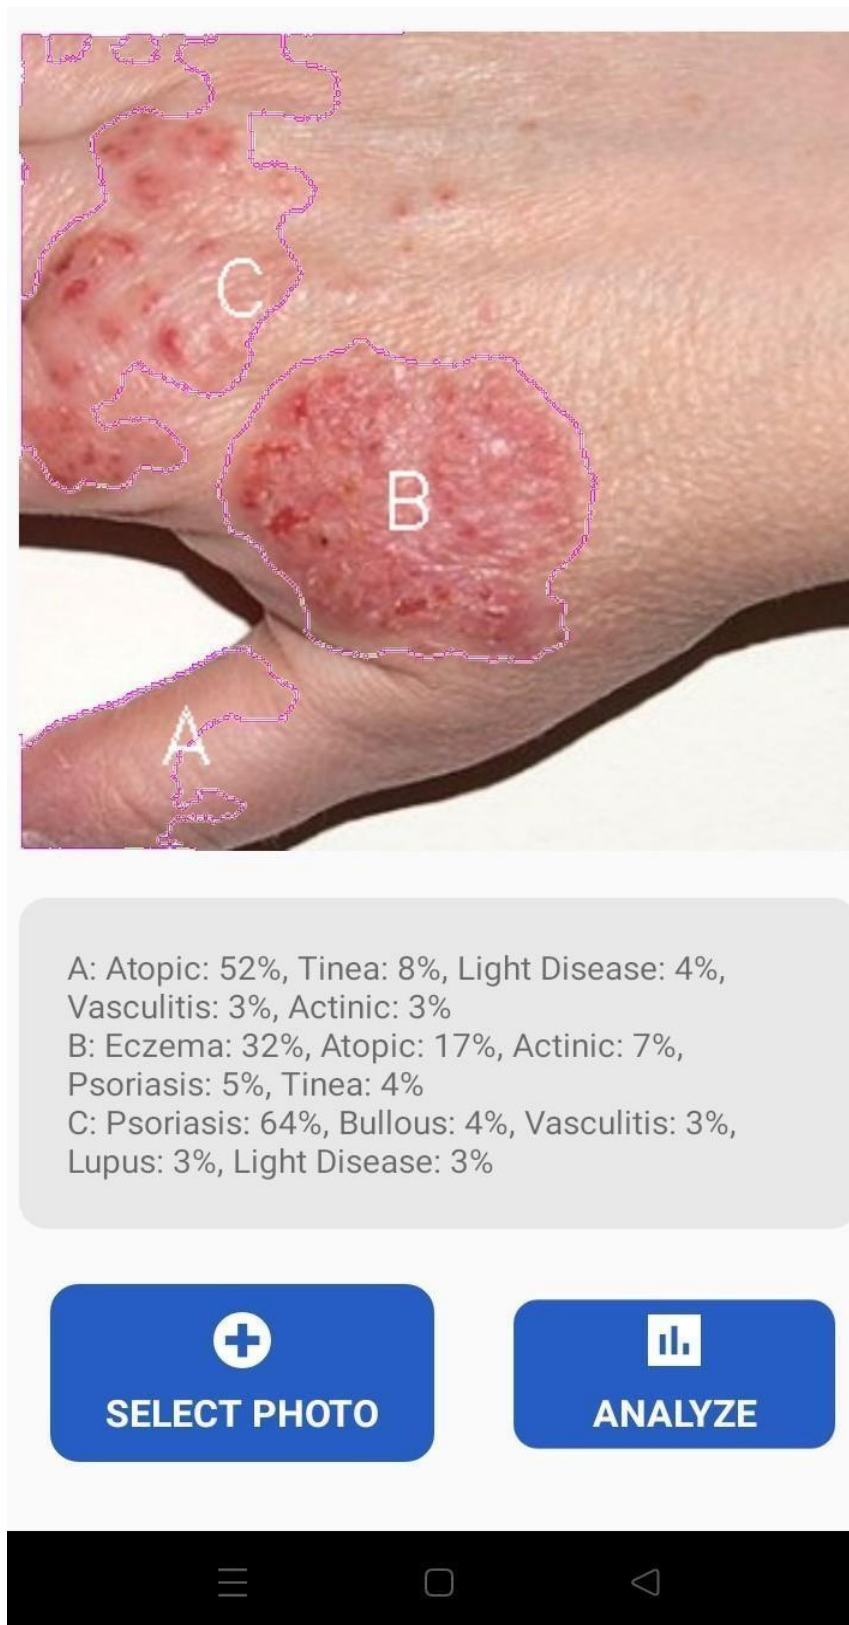 C
B
A
A: Atopic: 52%, Tinea: 8%, Light Disease: 4%,
Vasculitis: 3%, Actinic: 3%
B: Eczema: 32%, Atopic: 17%, Actinic: 7%,
Psoriasis: 5%, Tinea: 4%
C: Psoriasis: 64%, Bullous: 4%, Vasculitis: 3%,
Lupus: 3%, Light Disease: 3%
SELECT PHOTO
ANALYZE